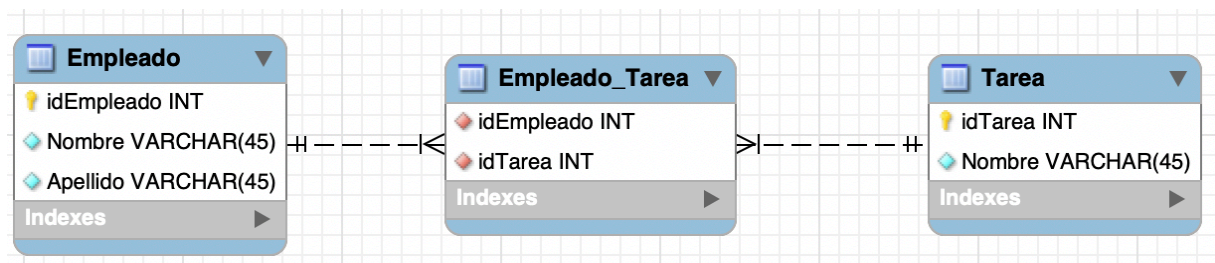 Empleado
idEmpleado INT
Nombre VARCHAR(45)
Apellido VARCHAR(45)
Indexes
Empleado_Tarea
idEmpleado INT
idTarea INT
Indexes
Tarea
idTarea INT
Nombre VARCHAR(45)
Indexes